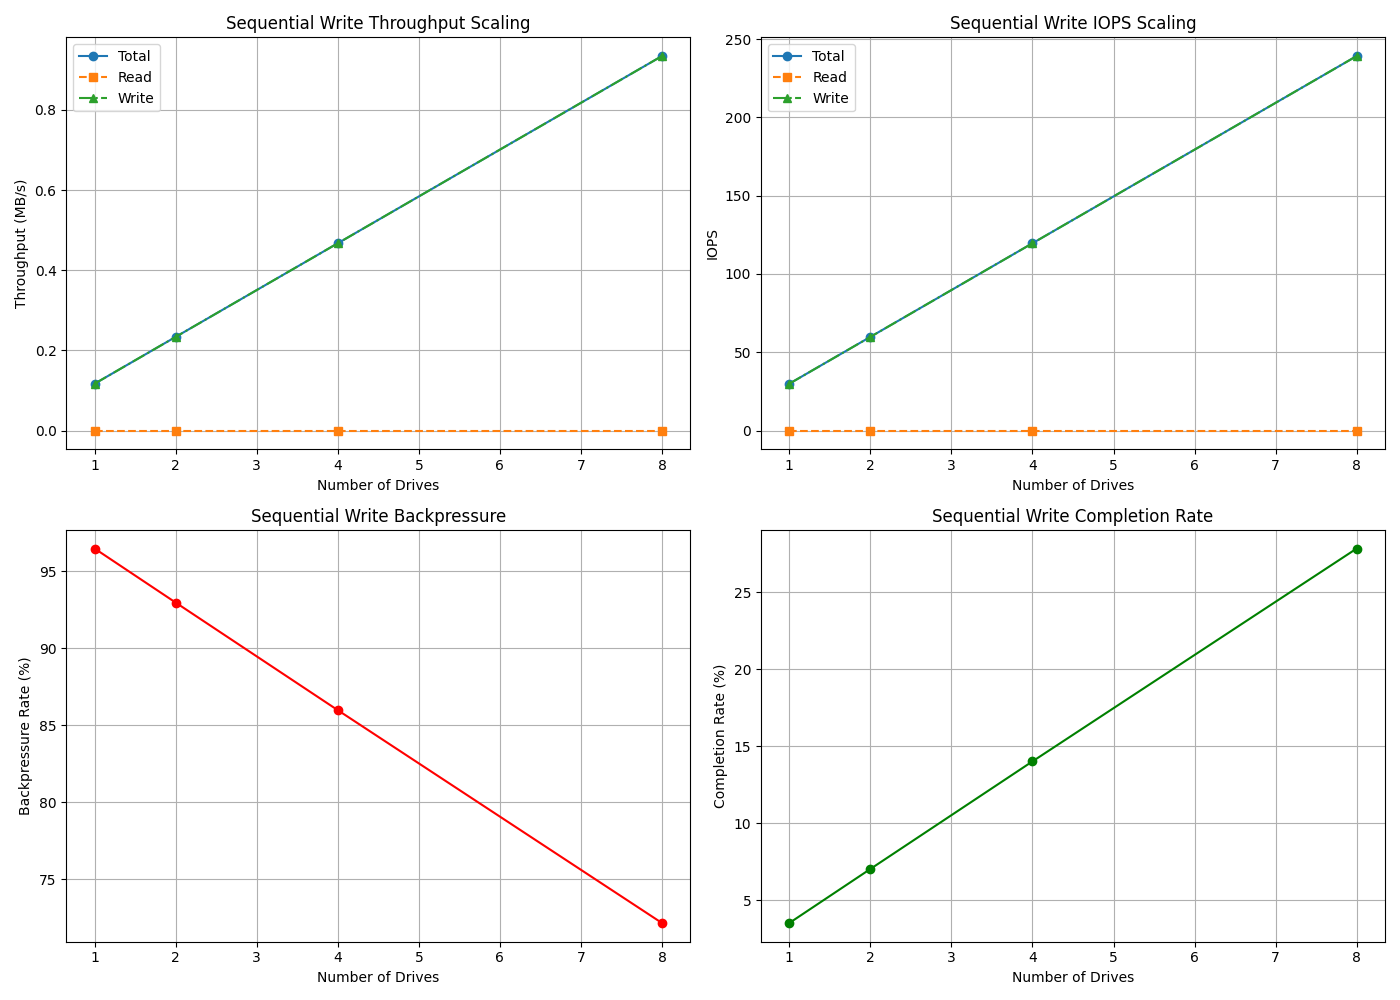 Sequential Write Throughput Scaling
Total
Read
Write
0.8
0.6
0.4
0.2
0.0
Throughput (MB/s)
1 2 3 4 5 6 7 8
Number of Drives
Sequential Write IOPS Scaling
Total
Read
Write
250
200
150
100
50
0
IOPS
1 2 3 4 5 6 7 8
Number of Drives
Sequential Write Backpressure
95
90
85
80
75
Backpressure Rate (%)
1 2 3 4 5 6 7 8
Number of Drives
Sequential Write Completion Rate
25
20
15
10
5
Completion Rate (%)
1 2 3 4 5 6 7 8
Number of Drives